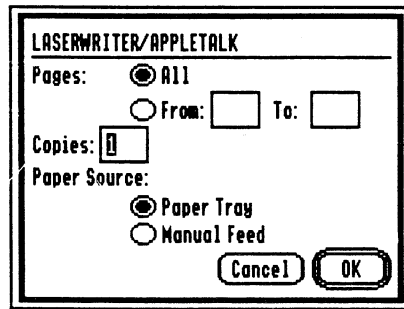 LASERWRITER/APPLETALK
Pages: All
From: To:
Copies: 1
Paper Source:
Paper Tray
Manual Feed
Cancel OK